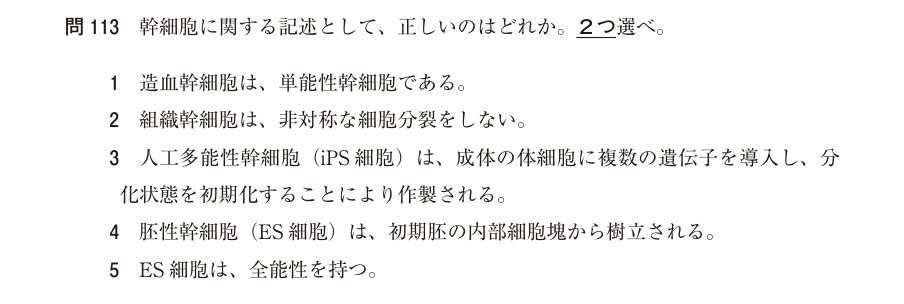 問 113　幹細胞に関する記述として、正しいのはどれか。２つ選べ。
1　造血幹細胞は、単能性幹細胞である。
2　組織幹細胞は、非対称な細胞分裂をしない。
3　人工多能性幹細胞（iPS 細胞）は、成体の体細胞に複数の遺伝子を導入し、分
化状態を初期化することにより作製される。
4　胚性幹細胞（ES 細胞）は、初期胚の内部細胞塊から樹立される。
5　ES 細胞は、全能性を持つ。